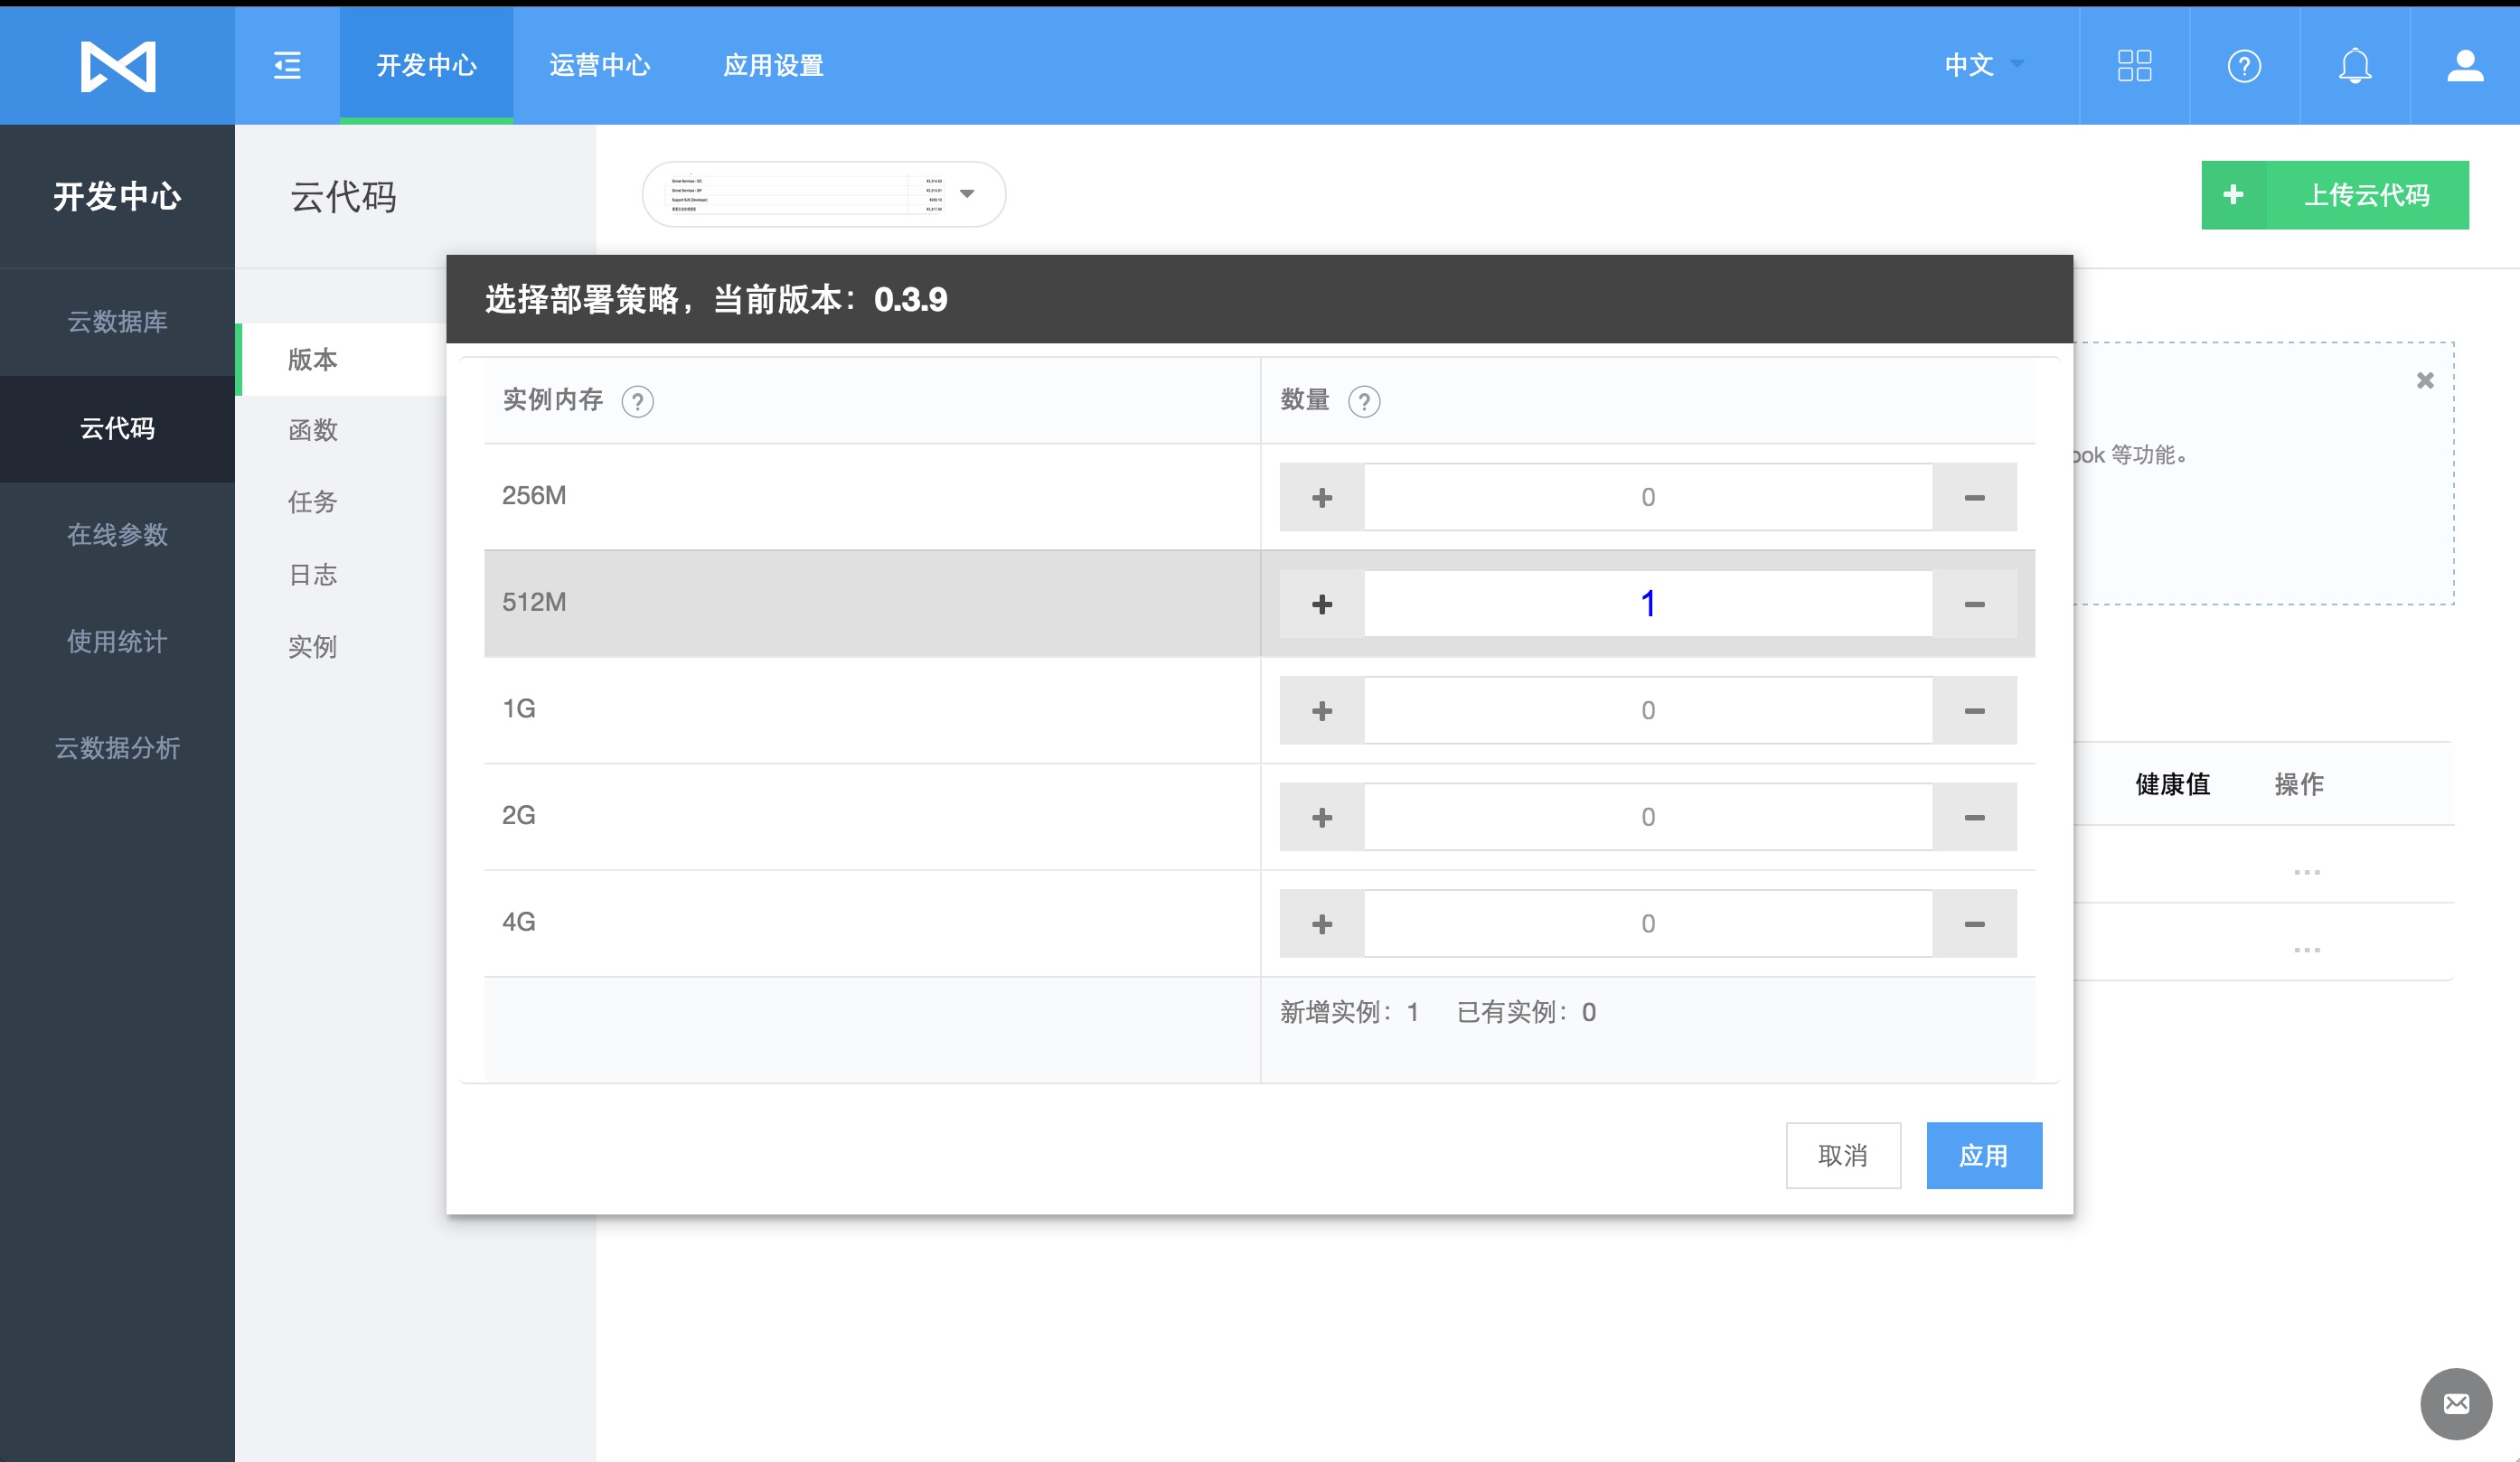 开发中心
运营中心
应用设置
中文
开发中心
云代码
上传云代码
云数据库
云代码
在线参数
使用统计
云数据分析
版本
函数
任务
日志
实例
选择部署策略，当前版本：0.3.9
实例内存 ?
数量 ?
256M
0
512M
1
1G
0
2G
0
4G
0
新增实例：1 已有实例：0
取消
应用
ook 等功能。
健康值
操作
...
...